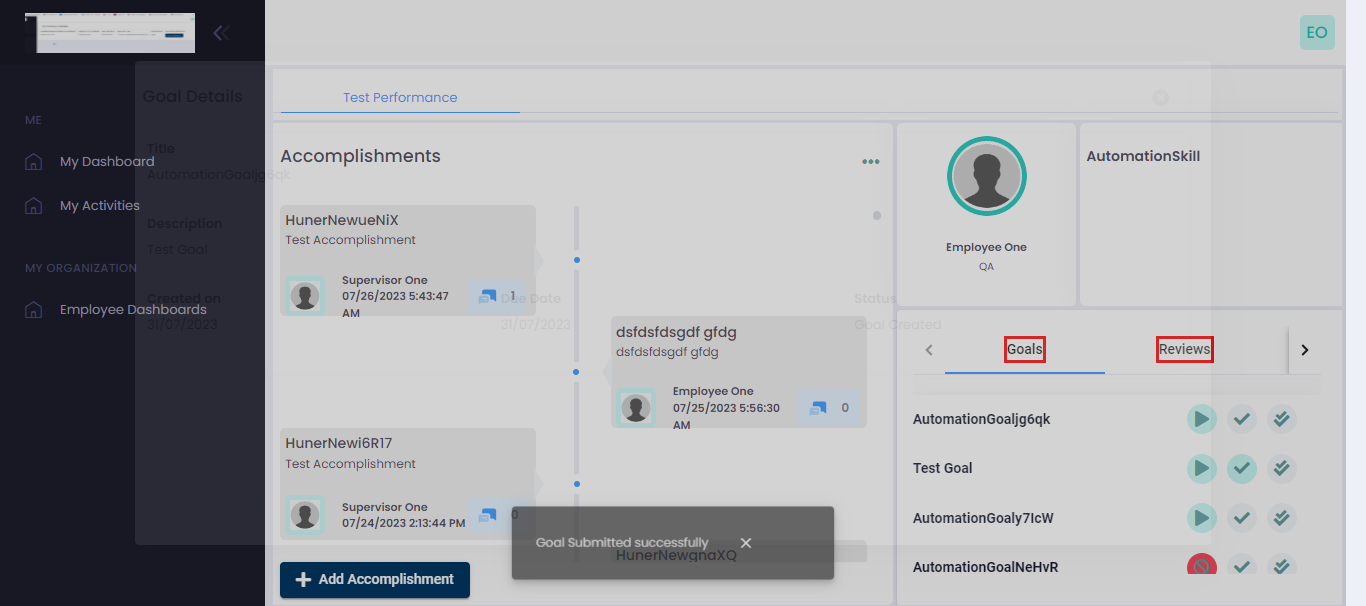 EO
Test Performance
Goal Details
ME
Title
My Dashboard
AutomationGoaljg6qk
My Activities
Description
Test Goal
MY ORGANIZATION
Created on
Employee Dashboards
31/07/2023
Due Date
31/07/2023
Status
Goal Created
Accomplishments
HunerNewueNiX
Test Accomplishment
Supervisor One
07/26/2023 5:43:47
AM
1
dsfdsfdsgdf gfdg
dsfdsfdsgdf gfdg
Employee One
07/25/2023 5:56:30
AM
0
HunerNewi6R17
Test Accomplishment
Supervisor One
07/24/2023 2:13:44 PM
0
HunerNewgnaXQ
Goal Submitted successfully
Add Accomplishment
Employee One
QA
AutomationSkill
Goals
Reviews
AutomationGoaljg6qk
Test Goal
AutomationGoaly7IcW
AutomationGoalNeHvR